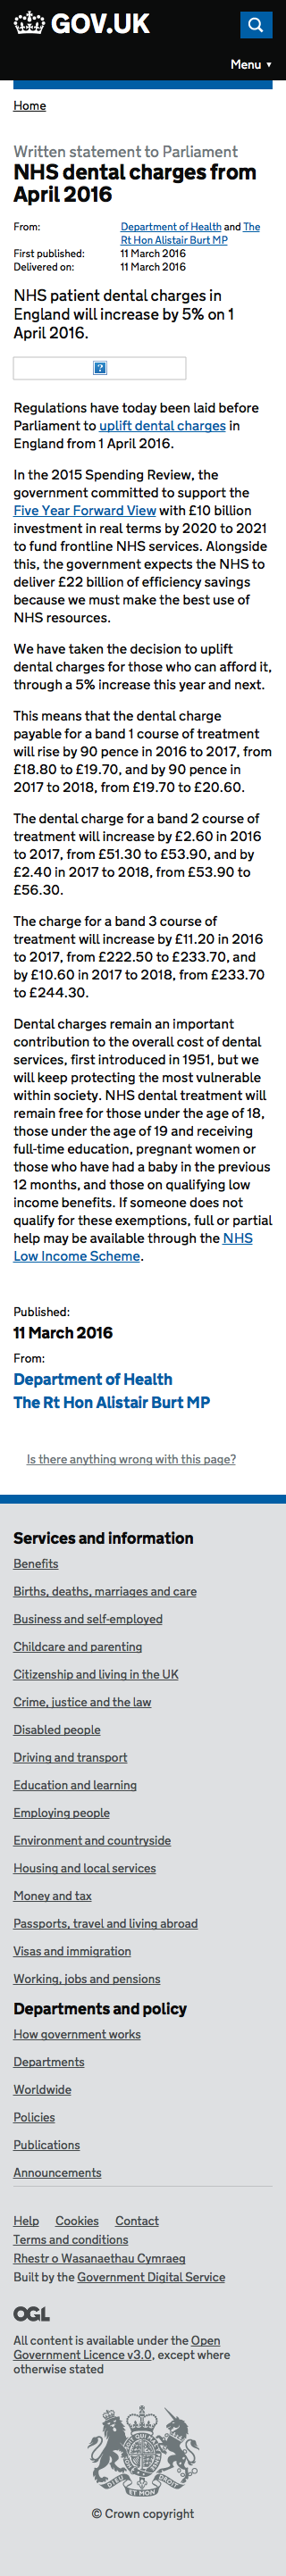 GOV.UK
Menu ▼
Home
Written statement to Parliament
NHS dental charges from
April 2016
From: Department of Health and The
Rt Hon Alistair Burt MP
First published: 11 March 2016
Delivered on: 11 March 2016
NHS patient dental charges in
England will increase by 5% on 1
April 2016.
?
Regulations have today been laid before
Parliament to uplift dental charges in
England from 1 April 2016.
In the 2015 Spending Review, the
government committed to support the
Five Year Forward View with £10 billion
investment in real terms by 2020 to 2021
to fund frontline NHS services. Alongside
this, the government expects the NHS to
deliver £22 billion of efficiency savings
because we must make the best use of
NHS resources.
We have taken the decision to uplift
dental charges for those who can afford it,
through a 5% increase this year and next.
This means that the dental charge
payable for a band 1 course of treatment
will rise by 90 pence in 2016 to 2017, from
£18.80 to £19.70, and by 90 pence in
2017 to 2018, from £19.70 to £20.60.
The dental charge for a band 2 course of
treatment will increase by £2.60 in 2016
to 2017, from £51.30 to £53.90, and by
£2.40 in 2017 to 2018, from £53.90 to
£56.30.
The charge for a band 3 course of
treatment will increase by £11.20 in 2016
to 2017, from £222.50 to £233.70, and
by £10.60 in 2017 to 2018, from £233.70
to £244.30.
Dental charges remain an important
contribution to the overall cost of dental
services, first introduced in 1951, but we
will keep protecting the most vulnerable
within society. NHS dental treatment will
remain free for those under the age of 18,
those under the age of 19 and receiving
full-time education, pregnant women or
those who have had a baby in the previous
12 months, and those on qualifying low
income benefits. If someone does not
qualify for these exemptions, full or partial
help may be available through the NHS
Low Income Scheme.
Published:
11 March 2016
From:
Department of Health
The Rt Hon Alistair Burt MP
Is there anything wrong with this page?
Services and information
Benefits
Births, deaths, marriages and care
Business and self-employed
Childcare and parenting
Citizenship and living in the UK
Crime, justice and the law
Disabled people
Driving and transport
Education and learning
Employing people
Environment and countryside
Housing and local services
Money and tax
Passports, travel and living abroad
Visas and immigration
Working, jobs and pensions
Departments and policy
How government works
Departments
Worldwide
Policies
Publications
Announcements
Help Cookies Contact
Terms and conditions
Rhestr o Wasanaethau Cymraeg
Built by the Government Digital Service
OGL
All content is available under the Open
Government Licence v3.0, except where
otherwise stated
DIEU ET MON DROIT
© Crown copyright